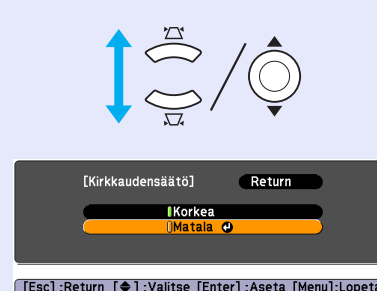 [Kirkkaudensäätö] Return
Korkea
Matala
[Esc] :Return [ ] :Valitse [Enter] :Aseta [Menu] :Lopeta